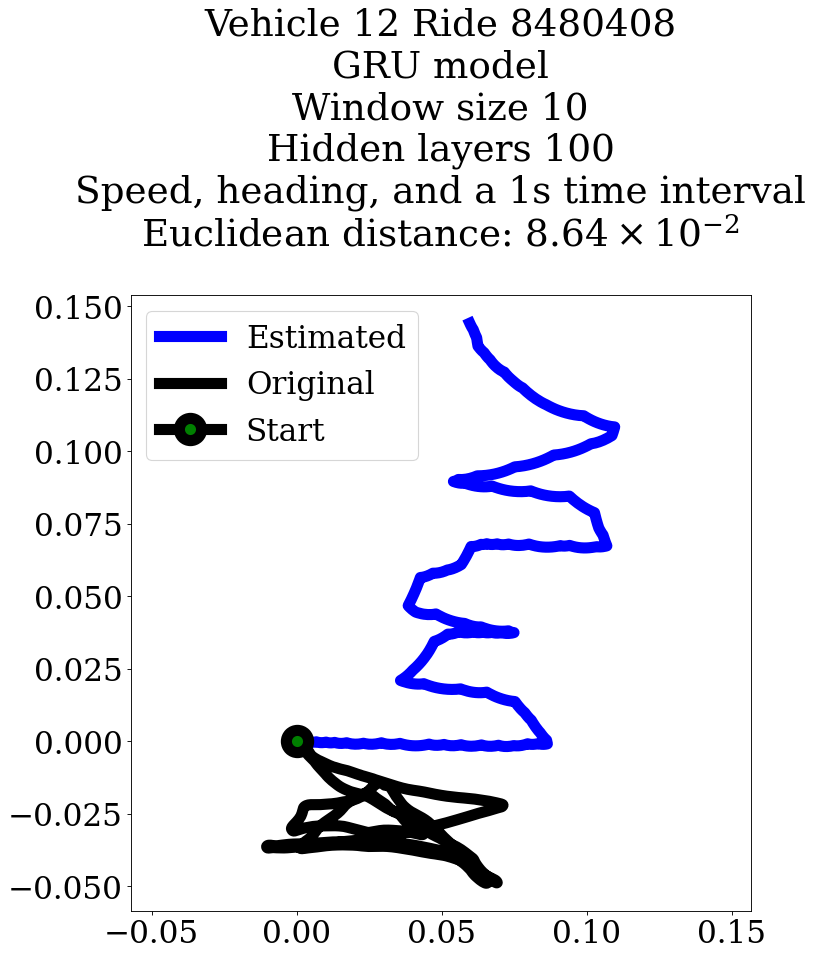 Vehicle 12 Ride 8480408
GRU model
Window size 10
Hidden layers 100
Speed, heading, and a 1s time interval
Euclidean distance: 8.64 × 10⁻²
Estimated
Original
Start
0.150
0.125
0.100
0.075
0.050
0.025
0.000
−0.025
−0.050
−0.05 0.00 0.05 0.10 0.15